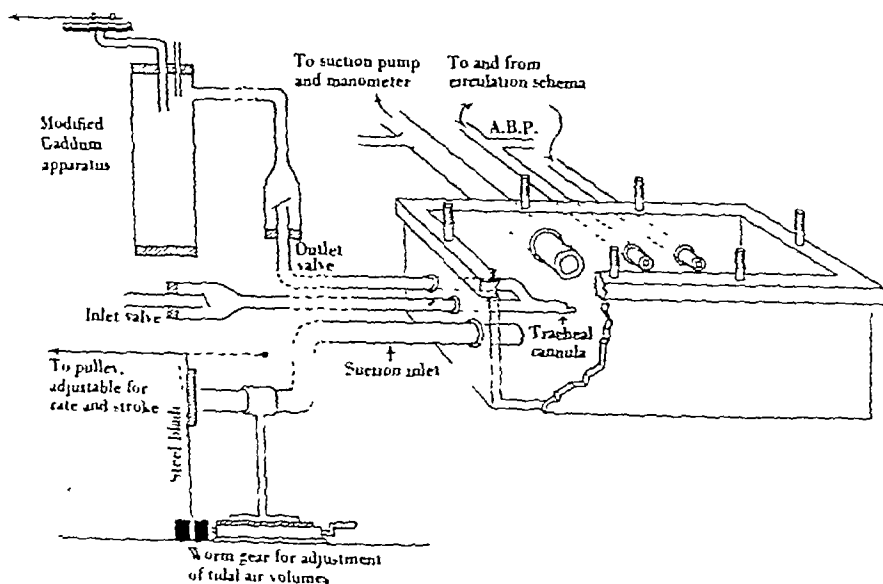 To suction pump
and manometer
To and from
circulation schema
A.B.P.
Modified
Gaddum
apparatus
Outlet
valve
Inlet valve
Tracheal
cannula
Suction inlet
To pulley,
adjustable for
rate and stroke
Steel blade
Worm gear for adjustment
of tidal air volumes